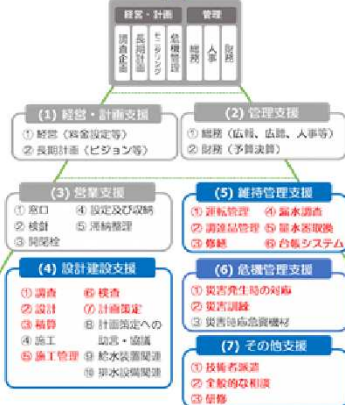 経営・計画
管理
調査企画
長期計画
モニタリング
危機管理
総務
人事
財務
(1) 経営・計画支援
① 経営（料金設定等）
② 長期計画（ビジョン等）
(2) 管理支援
① 総務（広報、広聴、人事等）
② 財務（予算決算）
(3) 営業支援
① 窓口
② 検針
③ 開閉栓
④ 設定及び収納
⑤ 滞納整理
(4) 設計建設支援
① 調査
② 設計
③ 積算
④ 施工
⑤ 施工管理
⑥ 検査
⑦ 計画策定
⑧ 計画策定への
助言・協議
⑨ 給水装置関連
⑩ 排水設備関連
(5) 維持管理支援
① 運転管理
② 調達品管理
③ 修繕
④ 漏水調査
⑤ 量水器取換
⑥ 台帳システム
(6) 危機管理支援
① 災害発生時の対応
② 災害訓練
③ 災害対応資機材
(7) その他支援
① 技術者派遣
② 全般的な相談
③ 研修